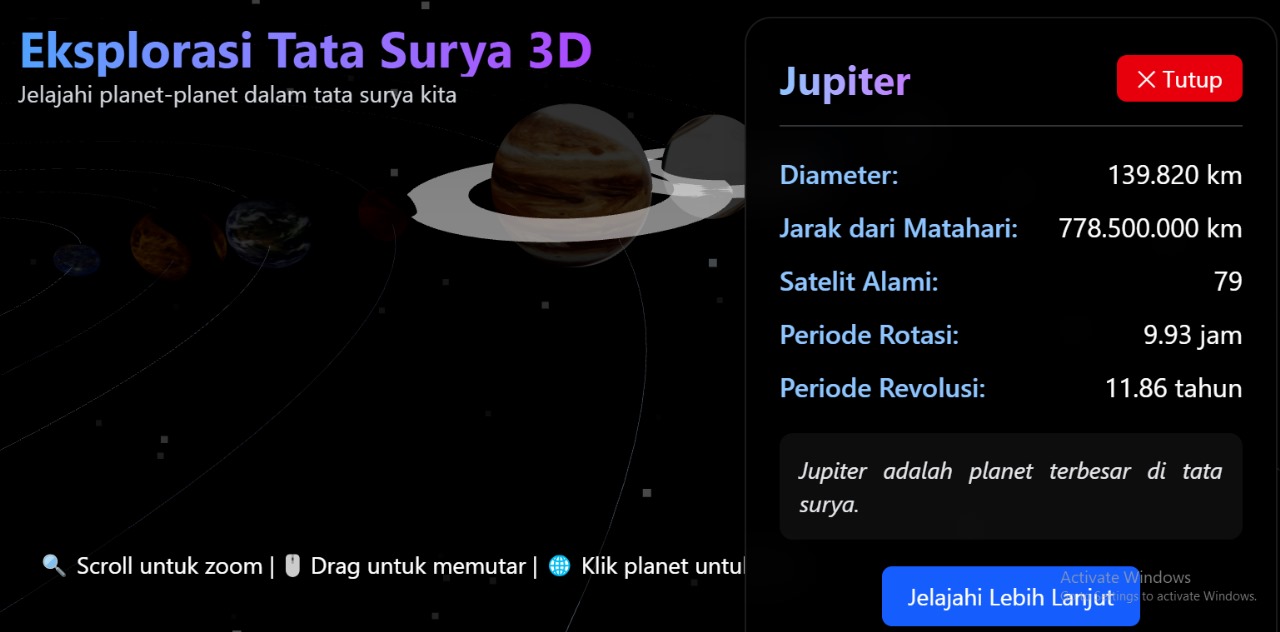 Eksplorasi Tata Surya 3D
Jelajahi planet-planet dalam tata surya kita
Jupiter
Tutup
Diameter: 139.820 km
Jarak dari Matahari: 778.500.000 km
Satelit Alami: 79
Periode Rotasi: 9.93 jam
Periode Revolusi: 11.86 tahun
Jupiter adalah planet terbesar di tata
surya.
Scroll untuk zoom | Drag untuk memutar | Klik planet untuk
Jelajahi Lebih Lanjut
Activate Windows
Go to Settings to activate Windows.